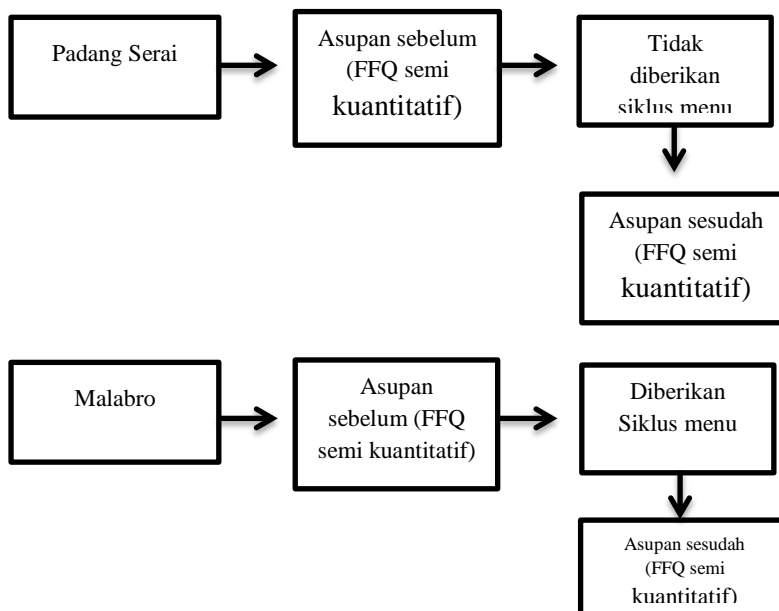 Padang Serai
Asupan sebelum
(FFQ semi
kuantitatif)
Tidak
diberikan
siklus menu
Asupan sesudah
(FFQ semi
kuantitatif)
Malabro
Asupan
sebelum (FFQ
semi kuantitatif)
Diberikan
Siklus menu
Asupan sesudah
(FFQ semi
kuantitatif)